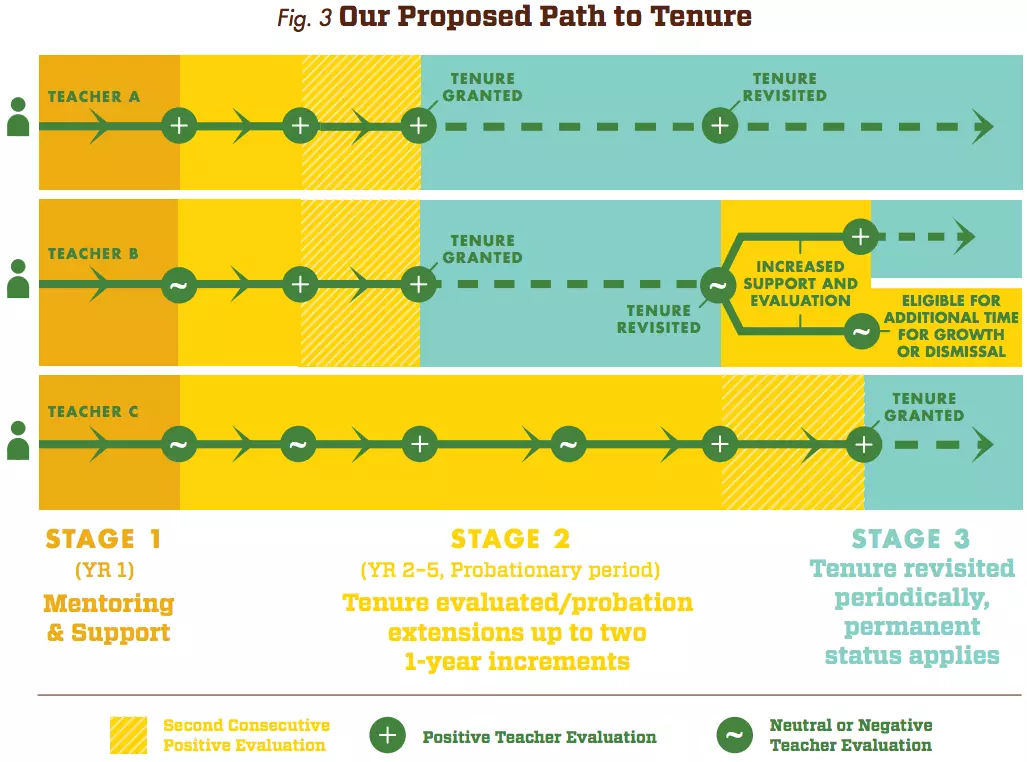 Fig. 3 Our Proposed Path to Tenure
TEACHER A
TENURE
GRANTED
TENURE
REVISITED
+
+
+
+
TEACHER B
TENURE
GRANTED
~
+
+
TENURE
REVISITED
~
+
INCREASED
SUPPORT AND
EVALUATION
~
ELIGIBLE FOR
ADDITIONAL TIME
FOR GROWTH
OR DISMISSAL
TEACHER C
~
~
+
~
+
+
TENURE
GRANTED
STAGE 1
(YR 1)
Mentoring
& Support
STAGE 2
(YR 2–5, Probationary period)
Tenure evaluated/probation
extensions up to two
1-year increments
STAGE 3
Tenure revisited
periodically,
permanent
status applies
Second Consecutive
Positive Evaluation
+
Positive Teacher Evaluation
~
Neutral or Negative
Teacher Evaluation